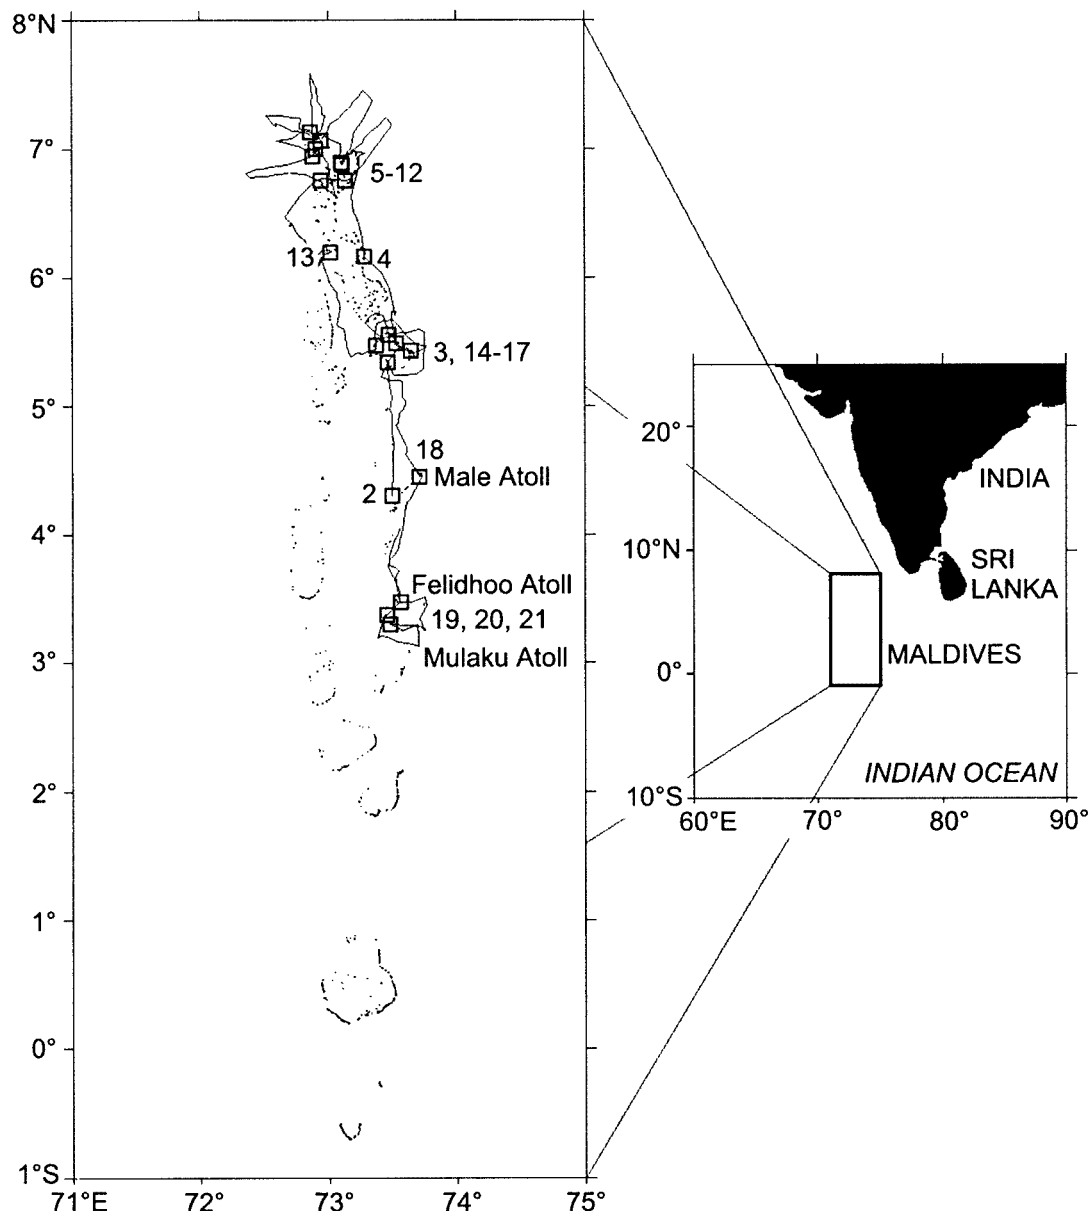 8°N
7°
5-12
13
4
6°
3, 14-17
5°
18
Male Atoll
2
4°
Felidhoo Atoll
19, 20, 21
Mulaku Atoll
3°
2°
1°
0°
1°S
71°E 72° 73° 74° 75°
20°
INDIA
10°N
SRI
LANKA
MALDIVES
0°
INDIAN OCEAN
10°S
60°E 70° 80° 90°